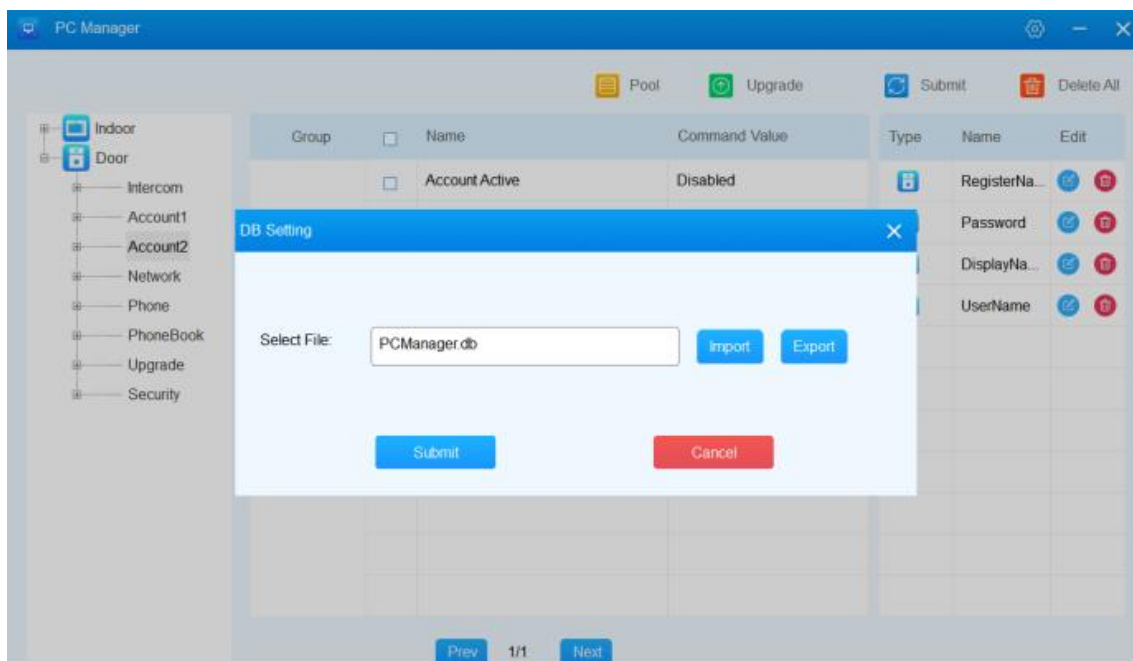 PC Manager
Pool Upgrade Submit Delete All
Indoor
Door
Intercom
Account1
Account2
Network
Phone
PhoneBook
Upgrade
Security
Group Name Command Value
Account Active Disabled
Type Name Edit
RegisterNa...
Password
DisplayNa...
UserName
DB Setting
Select File: PCManager.db Import Export
Submit Cancel
Prev 1/1 Next